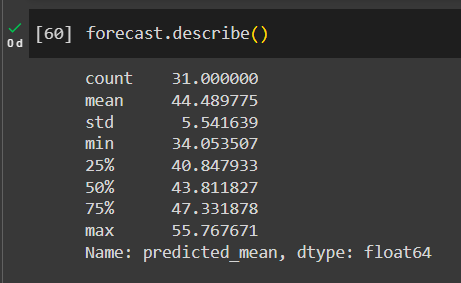 [60] forecast.describe()
0 d
count 31.000000
mean 44.489775
std 5.541639
min 34.053507
25% 40.847933
50% 43.811827
75% 47.331878
max 55.767671
Name: predicted_mean, dtype: float64